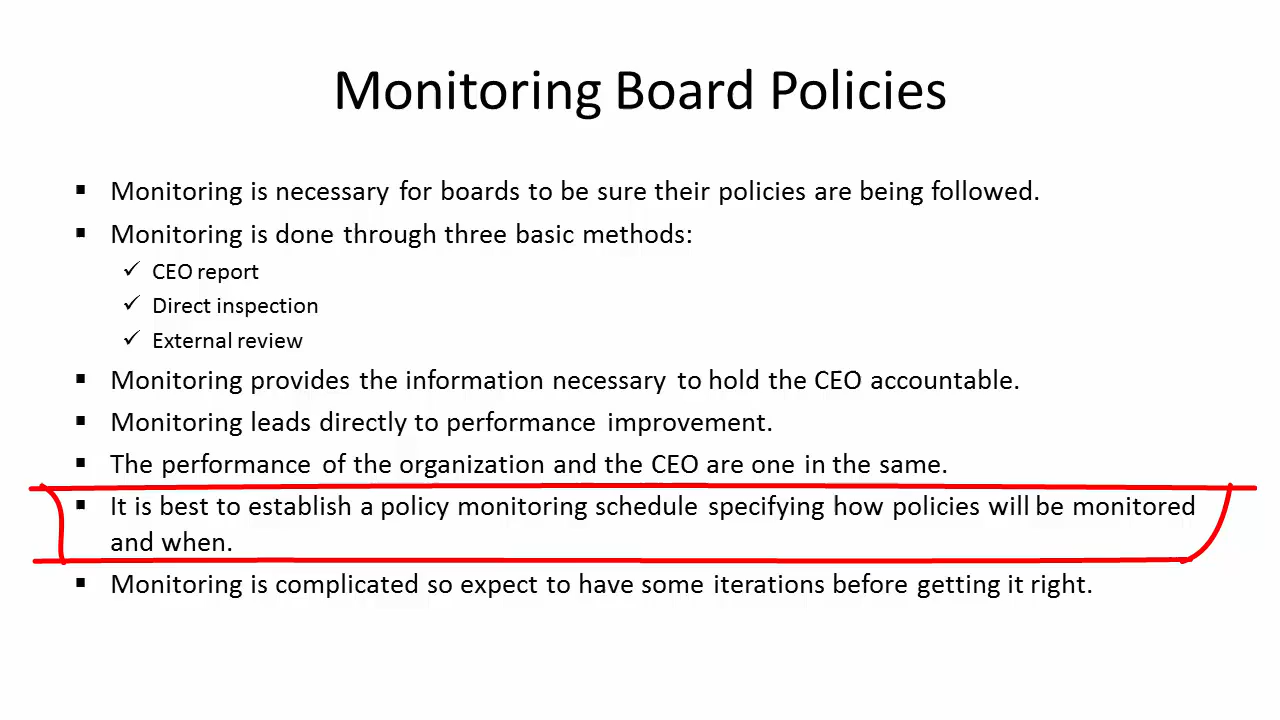 Monitoring Board Policies
▪ Monitoring is necessary for boards to be sure their policies are being followed.
▪ Monitoring is done through three basic methods:
✓ CEO report
✓ Direct inspection
✓ External review
▪ Monitoring provides the information necessary to hold the CEO accountable.
▪ Monitoring leads directly to performance improvement.
▪ The performance of the organization and the CEO are one in the same.
▪ It is best to establish a policy monitoring schedule specifying how policies will be monitored
and when.
▪ Monitoring is complicated so expect to have some iterations before getting it right.